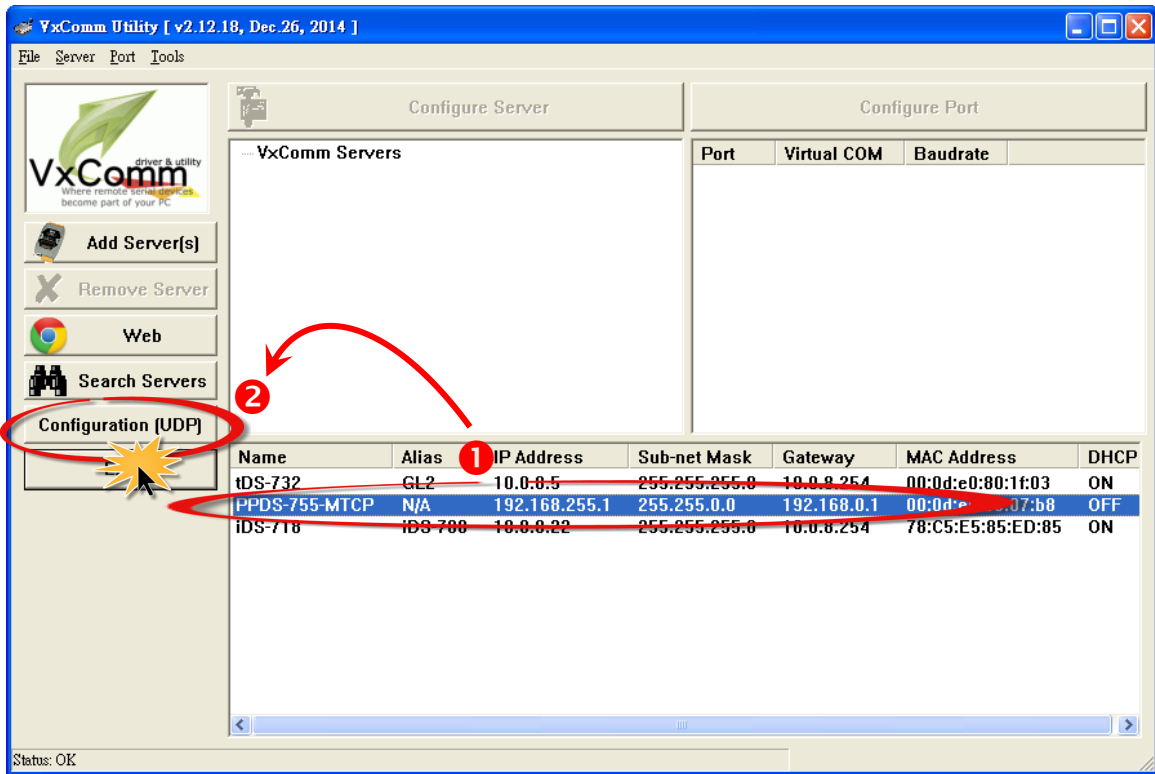 VxComm Utility [ v2.12.18, Dec.26, 2014 ]
File Server Port Tools
VxComm
driver & utility
Where remote serial devices
become part of your PC
Configure Server
Configure Port
Add Server(s)
Remove Server
Web
Search Servers
Configuration (UDP)
VxComm Servers
Port Virtual COM Baudrate
2
1
Name Alias IP Address Sub-net Mask Gateway MAC Address DHCP
tDS-732 GL2 10.0.8.5 255.255.255.0 10.0.8.254 00:0d:e0:80:1f:03 ON
PPDS-755-MTCP N/A 192.168.255.1 255.255.0.0 192.168.0.1 OFF
iDS-718 iDS-700 10.0.8.22 255.255.255.0 10.0.8.254 78:C5:E5:85:ED:85 ON
Status: OK